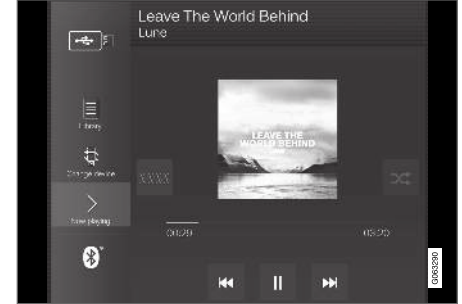 Leave The World Behind
Lune
Library
Change device
LEAVE THE
WORLD BEHIND
XXXX
Now playing
00:29
03:20
G063290